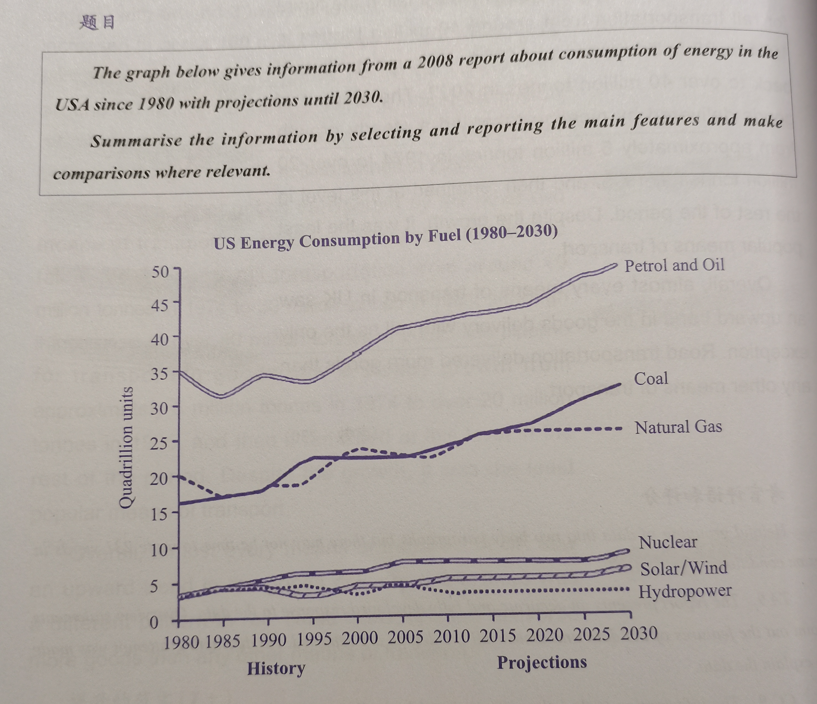 题目
The graph below gives information from a 2008 report about consumption of energy in the
USA since 1980 with projections until 2030.
Summarise the information by selecting and reporting the main features and make
comparisons where relevant.
US Energy Consumption by Fuel (1980–2030)
Quadrillion units
50
45
40
35
30
25
20
15
10
5
0
Petrol and Oil
Coal
Natural Gas
Nuclear
Solar/Wind
Hydropower
1980 1985 1990 1995 2000 2005 2010 2015 2020 2025 2030
History Projections